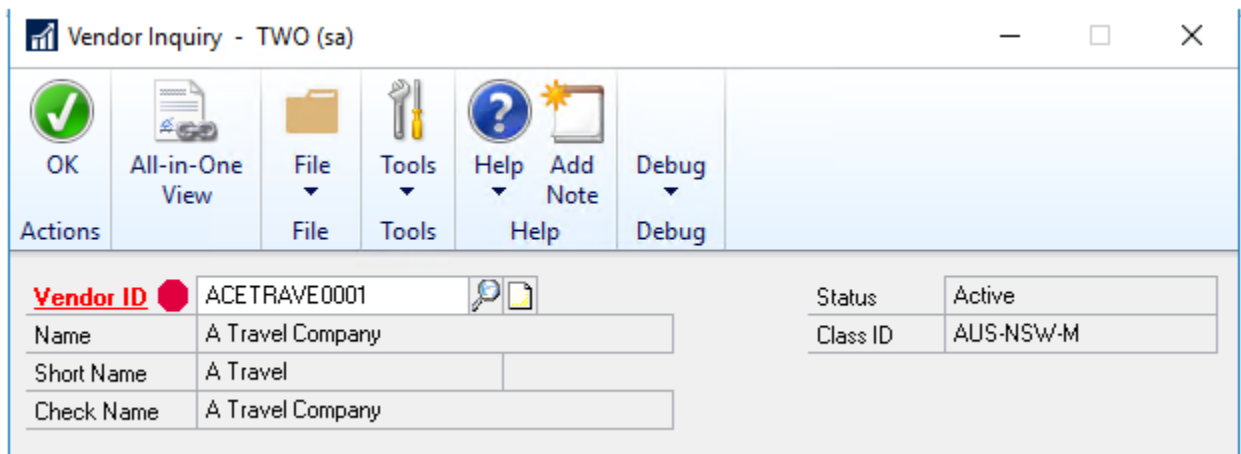 Vendor Inquiry - TWO (sa)
OK
All-in-One
View
File
Tools
Help
Add
Note
Debug
Actions
File
Tools
Help
Debug
Vendor ID ACETRAVE0001
Status Active
Name A Travel Company
Class ID AUS-NSW-M
Short Name A Travel
Check Name A Travel Company